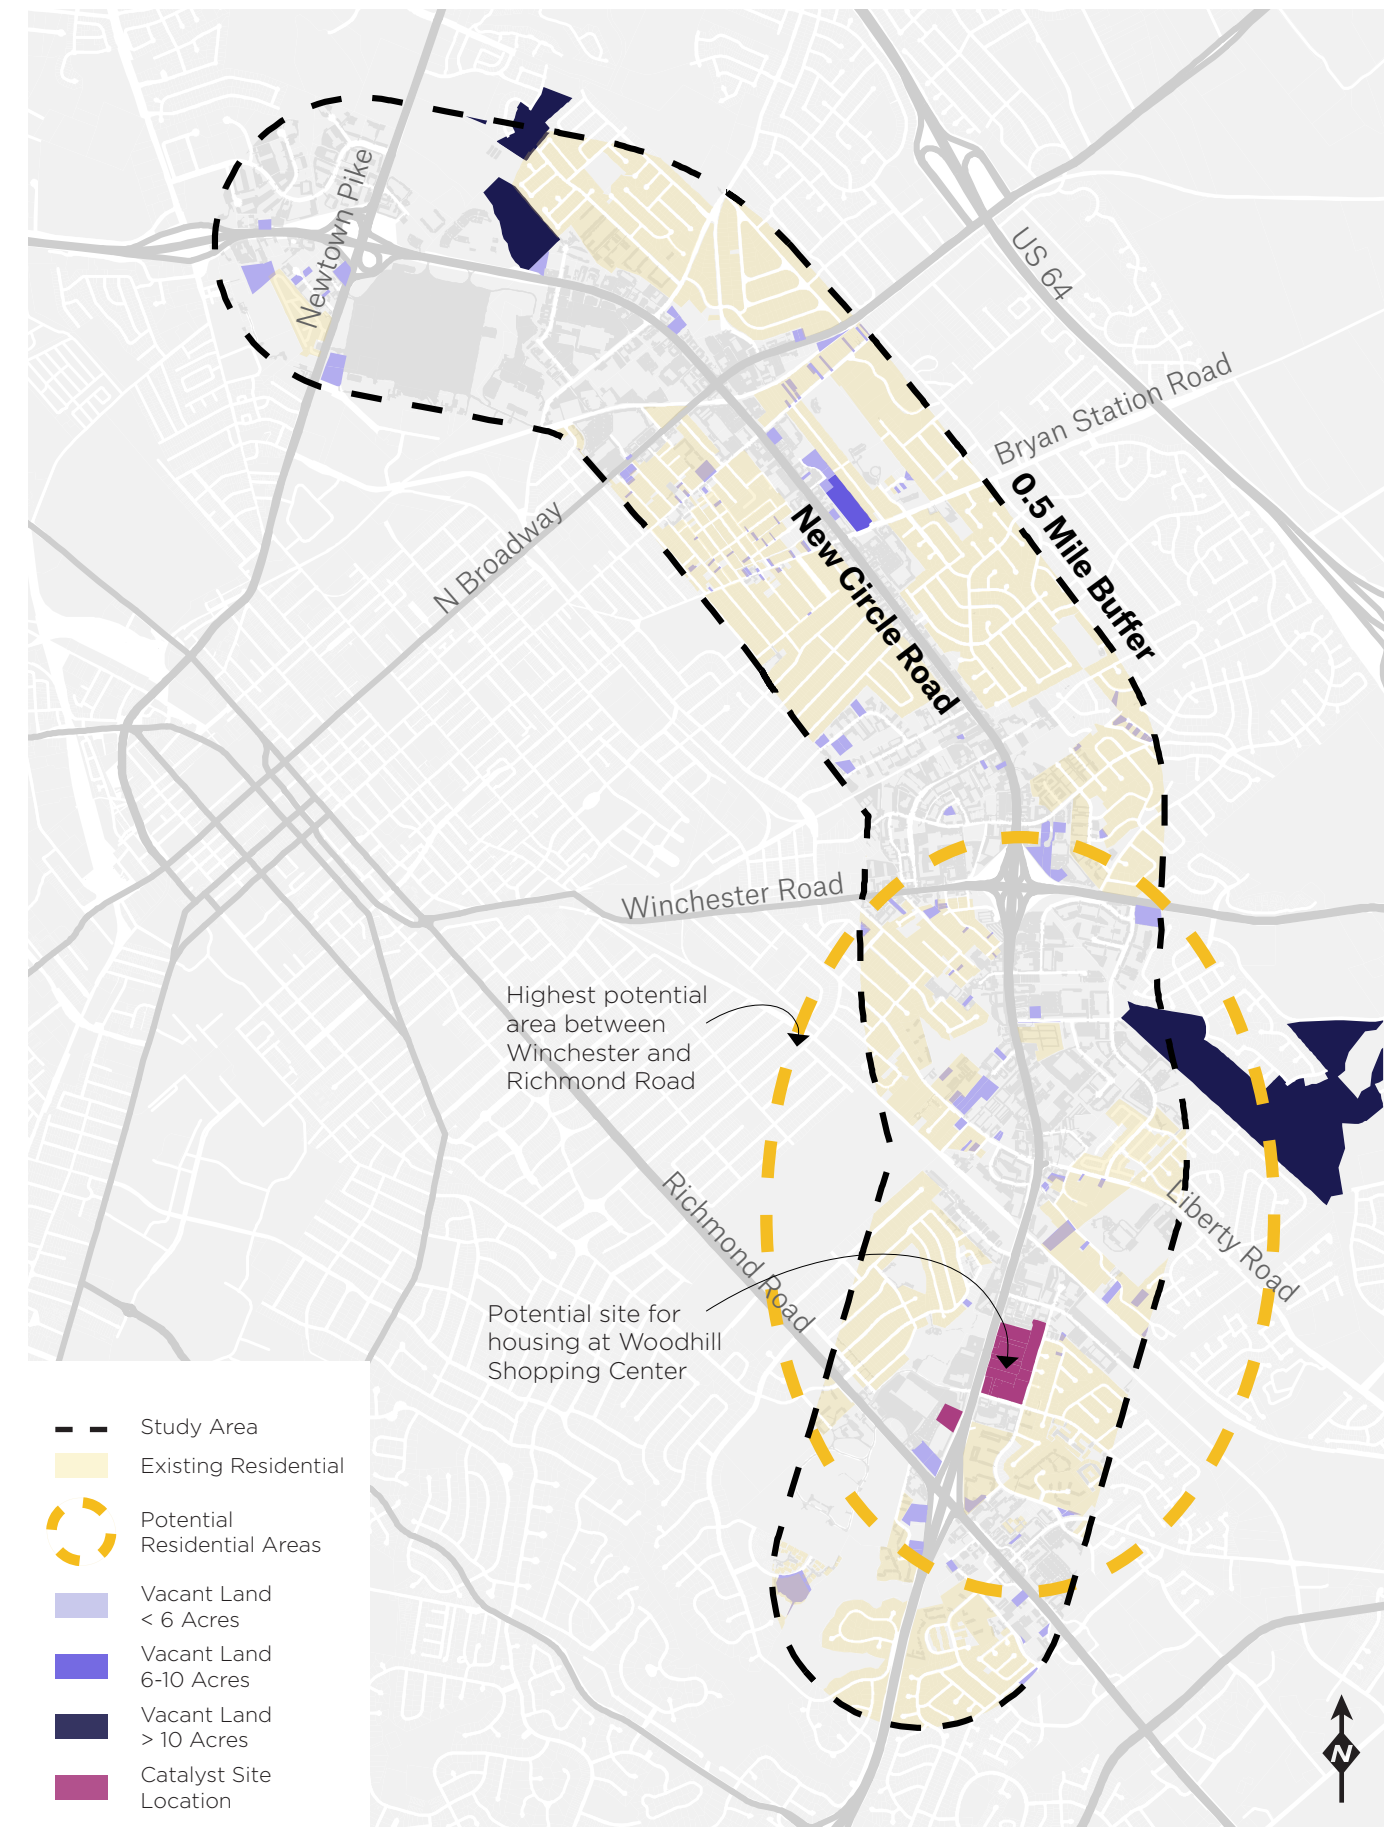 Newtown Pike
US 64
Bryan Station Road
0.5 Mile Buffer
N Broadway
New Circle Road
Winchester Road
Highest potential
area between
Winchester and
Richmond Road
Richmond Road
Liberty Road
Potential site for
housing at Woodhill
Shopping Center
Study Area
Existing Residential
Potential
Residential Areas
Vacant Land
< 6 Acres
Vacant Land
6-10 Acres
Vacant Land
> 10 Acres
Catalyst Site
Location
N